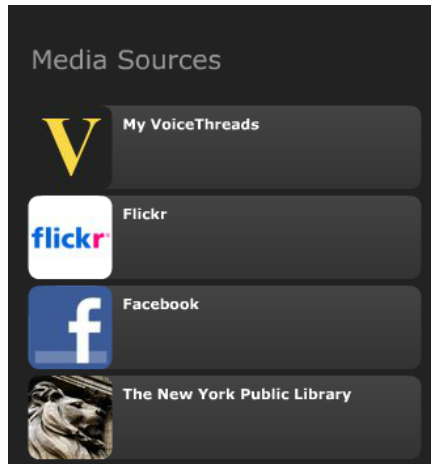 Media Sources
V
My VoiceThreads
flickr
Flickr
f
Facebook
The New York Public Library